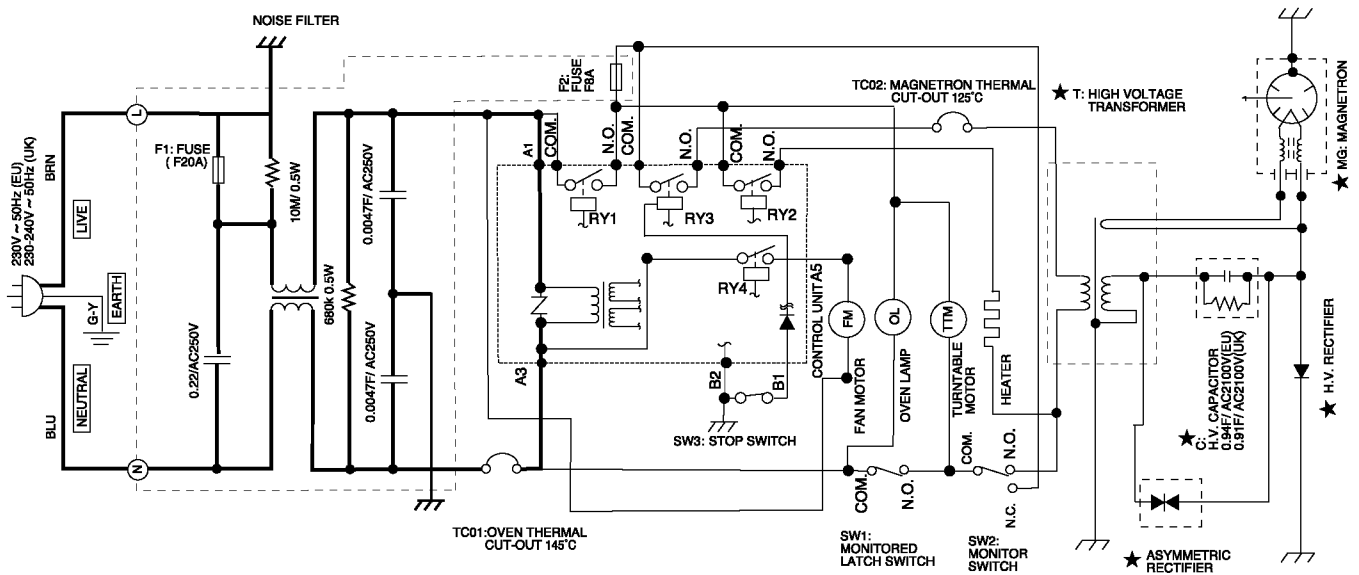 NOISE FILTER
F2:
FUSE
F8A
TC02: MAGNETRON THERMAL
CUT-OUT 125˚C
★ T: HIGH VOLTAGE
TRANSFORMER
★ MG: MAGNETRON
230V ~ 50Hz (EU)
230-240V ~ 50Hz (UK)
BRN
L
LIVE
F1: FUSE
( F20A)
10M/ 0.5W
0.0047F/ AC250V
A1
COM.
N.O.
COM.
N.O.
COM.
N.O.
RY1
RY3
RY2
RY4
CONTROL UNIT A5
G-Y
EARTH
680k 0.5W
0.22/AC250V
0.0047F/ AC250V
BLU
NEUTRAL
N
A3
B2
B1
SW3: STOP SWITCH
FM
FAN MOTOR
OL
OVEN LAMP
TTM
TURNTABLE
MOTOR
HEATER
★ C:
H.V. CAPACITOR
0.94F/ AC2100V(EU)
0.91F/ AC2100V(UK)
★ H.V. RECTIFIER
TC01:OVEN THERMAL
CUT-OUT 145˚C
COM.
N.O.
COM.
N.O.
N.C.
SW1:
MONITORED
LATCH SWITCH
SW2:
MONITOR
SWITCH
★ ASYMMETRIC
RECTIFIER